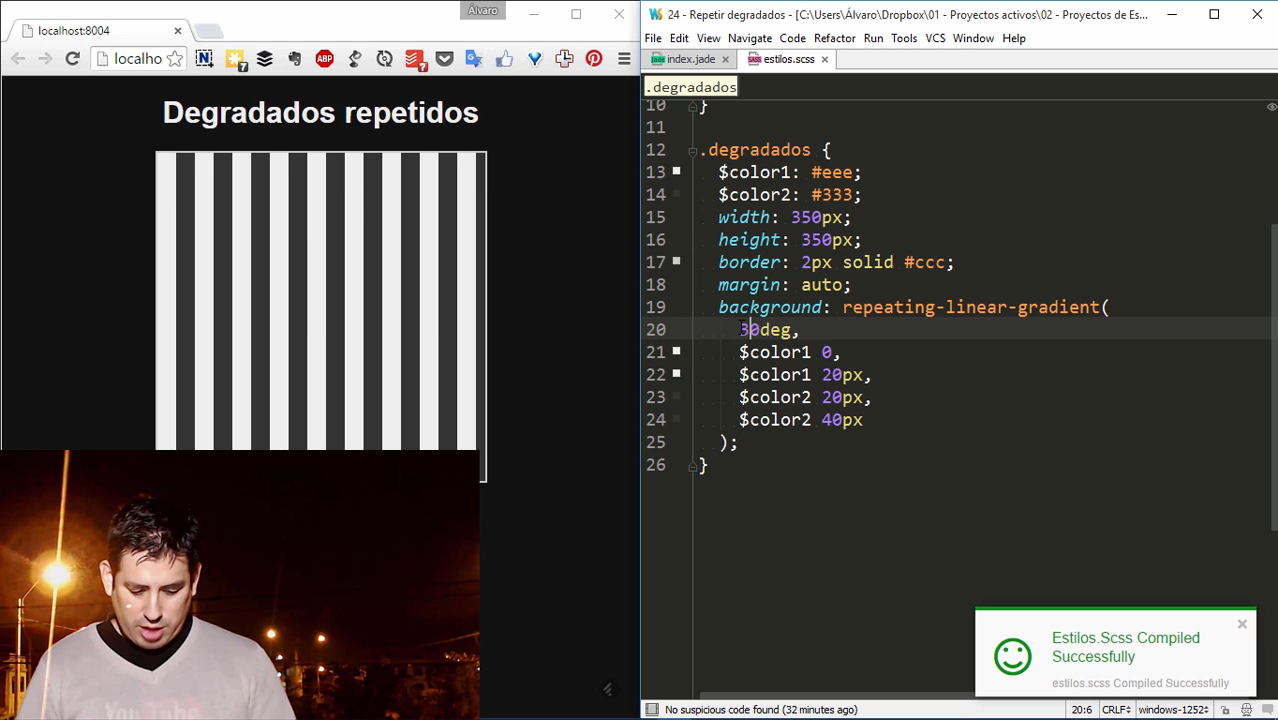 Álvaro
localhost:8004
localho
7
ABP
7
Degradados repetidos
24 - Repetir degradados - [C:\Users\Álvaro\Dropbox\01 - Proyectos activos\02 - Proyectos de Es...
File Edit View Navigate Code Refactor Run Tools VCS Window Help
index.jade
estilos.scss
.degradados
10 }
11
12 .degradados {
13 $color1: #eee;
14 $color2: #333;
15 width: 350px;
16 height: 350px;
17 border: 2px solid #ccc;
18 margin: auto;
19 background: repeating-linear-gradient(
20 30deg,
21 $color1 0,
22 $color1 20px,
23 $color2 20px,
24 $color2 40px
25 );
26 }
Estilos.Scss Compiled
Successfully
estilos.scss Compiled Successfully
No suspicious code found (32 minutes ago)
20:6 CRLF windows-1252